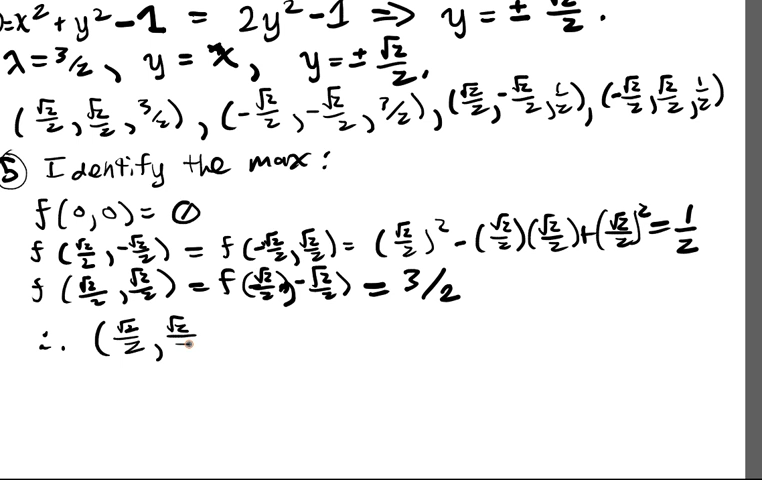 0=x²+y²-1 = 2y²-1 => y = ± √2/2.
λ=3/2, y = x, y=± √2/2.
(√2/2, √2/2, 3/2), (-√2/2, -√2/2, 3/2), (√2/2, -√2/2, 1/2), (-√2/2, √2/2, 1/2)
⑤ Identify the max:
f(0,0)= 0
f(√2/2, -√2/2) = f(-√2/2, √2/2) = (√2/2)² - (√2/2)(√2/2)+(√2/2)² = 1/2
f(√2/2, √2/2) = f(-√2/2, -√2/2) = 3/2
∴ (√2/2, √2